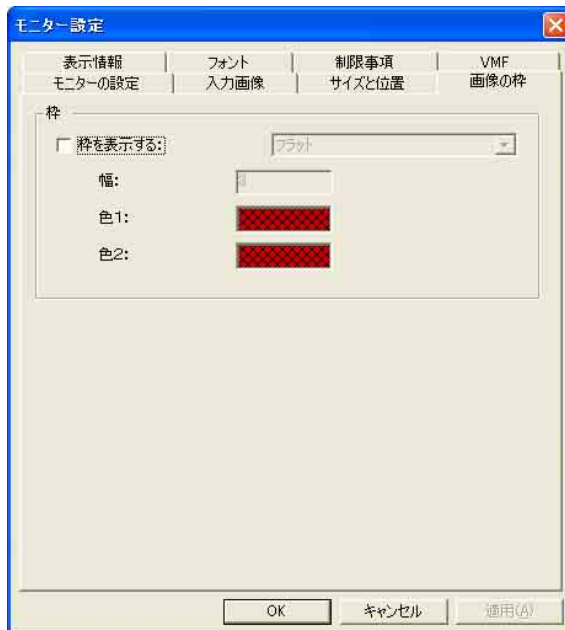 モニター設定
表示情報 フォント 制限事項 VMF
モニターの設定 入力画像 サイズと位置 画像の枠
枠
枠を表示する: フラット
幅: 3
色1:
色2:
OK キャンセル 適用(A)